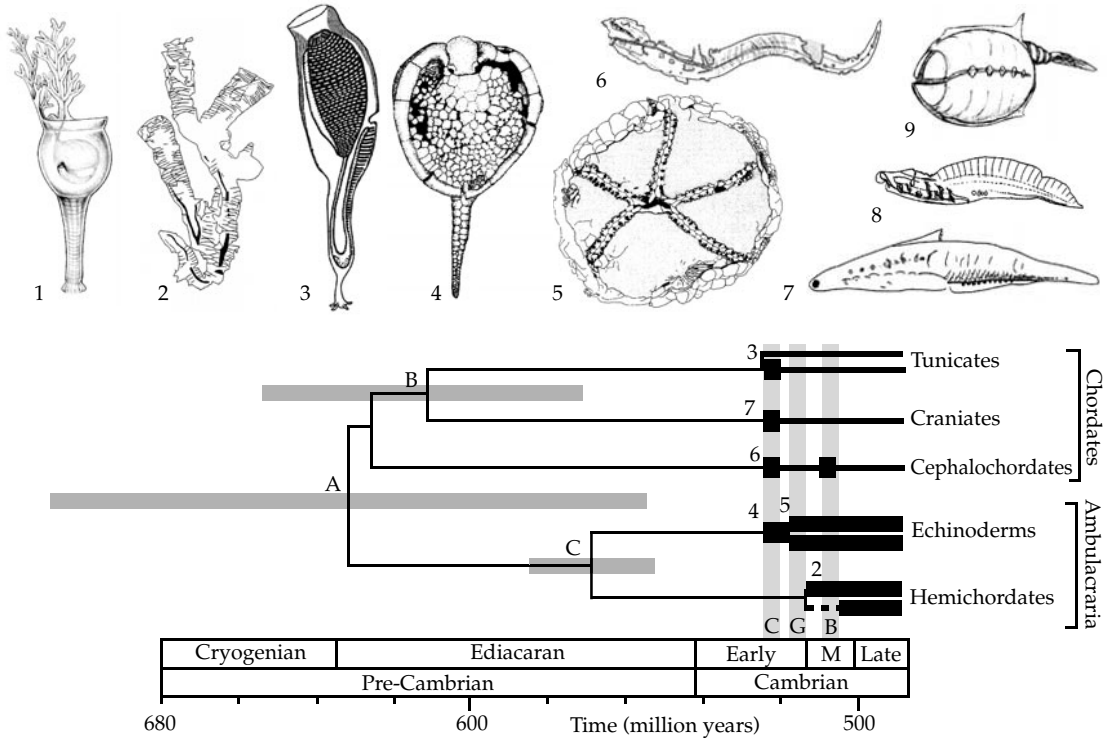 6
9
1
2
3
4
5
8
7
3
Tunicates
B
7
Craniates
6
Cephalochordates
Chordates
A
4
5
Echinoderms
C
2
Hemichordates
Ambulacraria
C G B
Cryogenian Ediacaran Early M Late
Pre-Cambrian Cambrian
680 600 Time (million years) 500